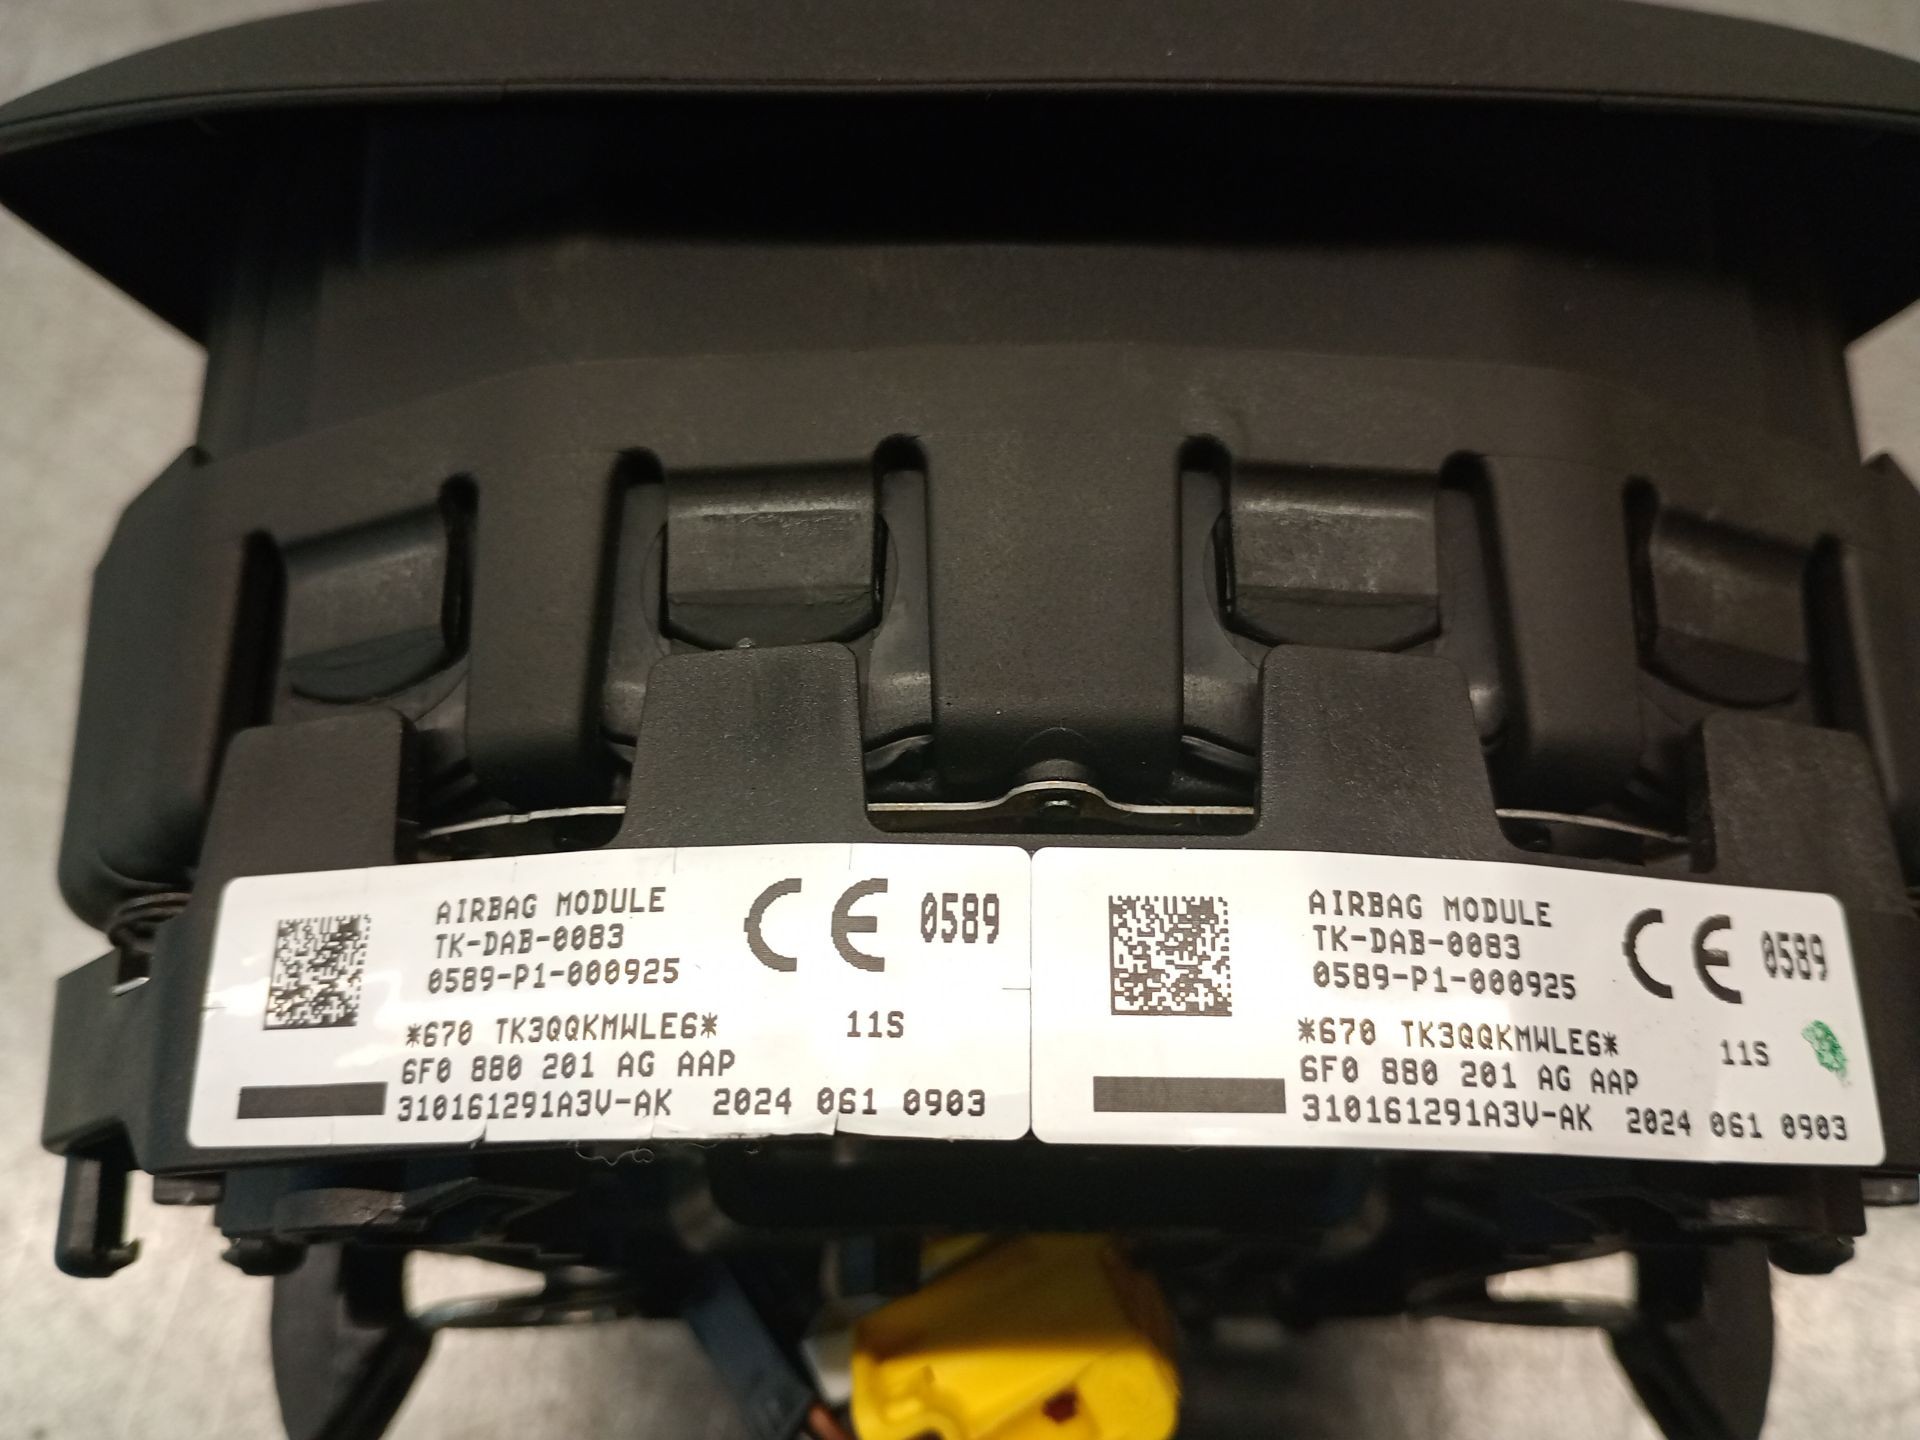 AIRBAG MODULE
TK-DAB-0083
0589-P1-000925
CE 0589
*670 TK3QQKMWLE6* 11S
6F0 880 201 AG AAP
310161291A3V-AK 2024 061 0903
AIRBAG MODULE
TK-DAB-0083
0589-P1-000925
CE 0589
*670 TK3QQKMWLE6* 11S
6F0 880 201 AG AAP
310161291A3V-AK 2024 061 0903